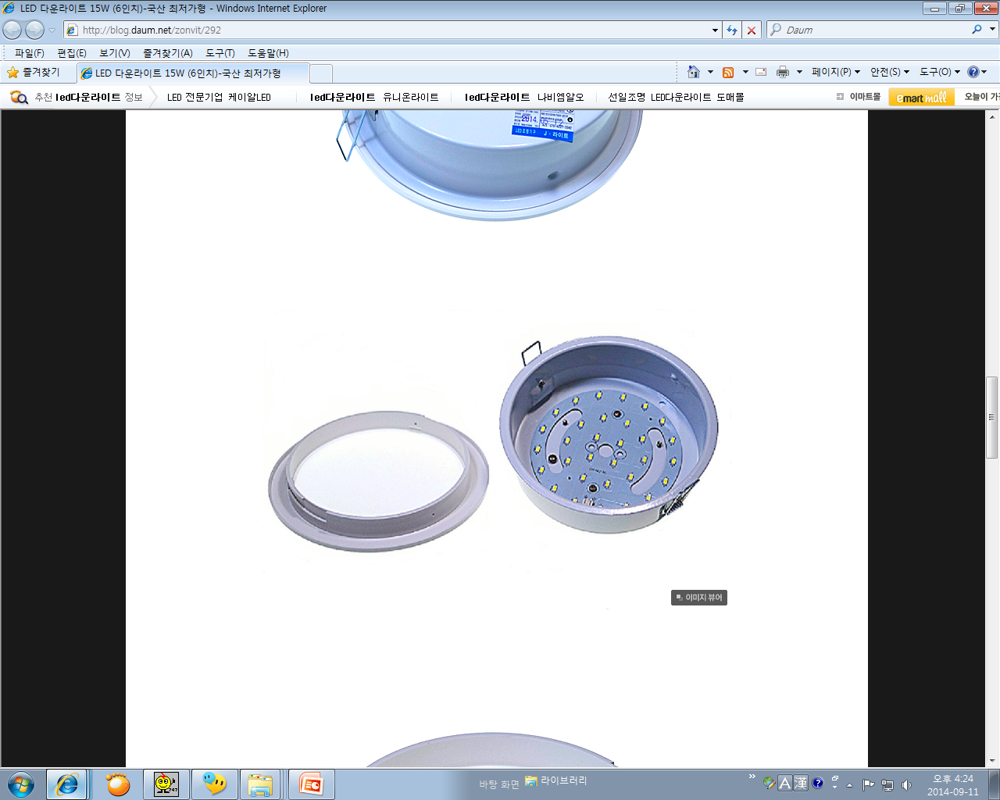 LED 다운라이트 15W (6인치)-국산 최저가형 - Windows Internet Explorer
http://blog.daum.net/zonvit/292
Daum
파일(F) 편집(E) 보기(V) 즐겨찾기(A) 도구(T) 도움말(H)
즐겨찾기 LED 다운라이트 15W (6인치)-국산 최저가형 페이지(P) 안전(S) 도구(O)
추천 led다운라이트 정보 LED 전문기업 케이알LED led다운라이트 유니온라이트 led다운라이트 나비엠알오 선일조명 LED다운라이트 도매몰 이마트몰 emart mall 오늘이 가
2014.
LED 조명기구 J - 라이트
이미지 뷰어
바탕 화면 라이브러리
A 漢
오후 4:24
2014-09-11